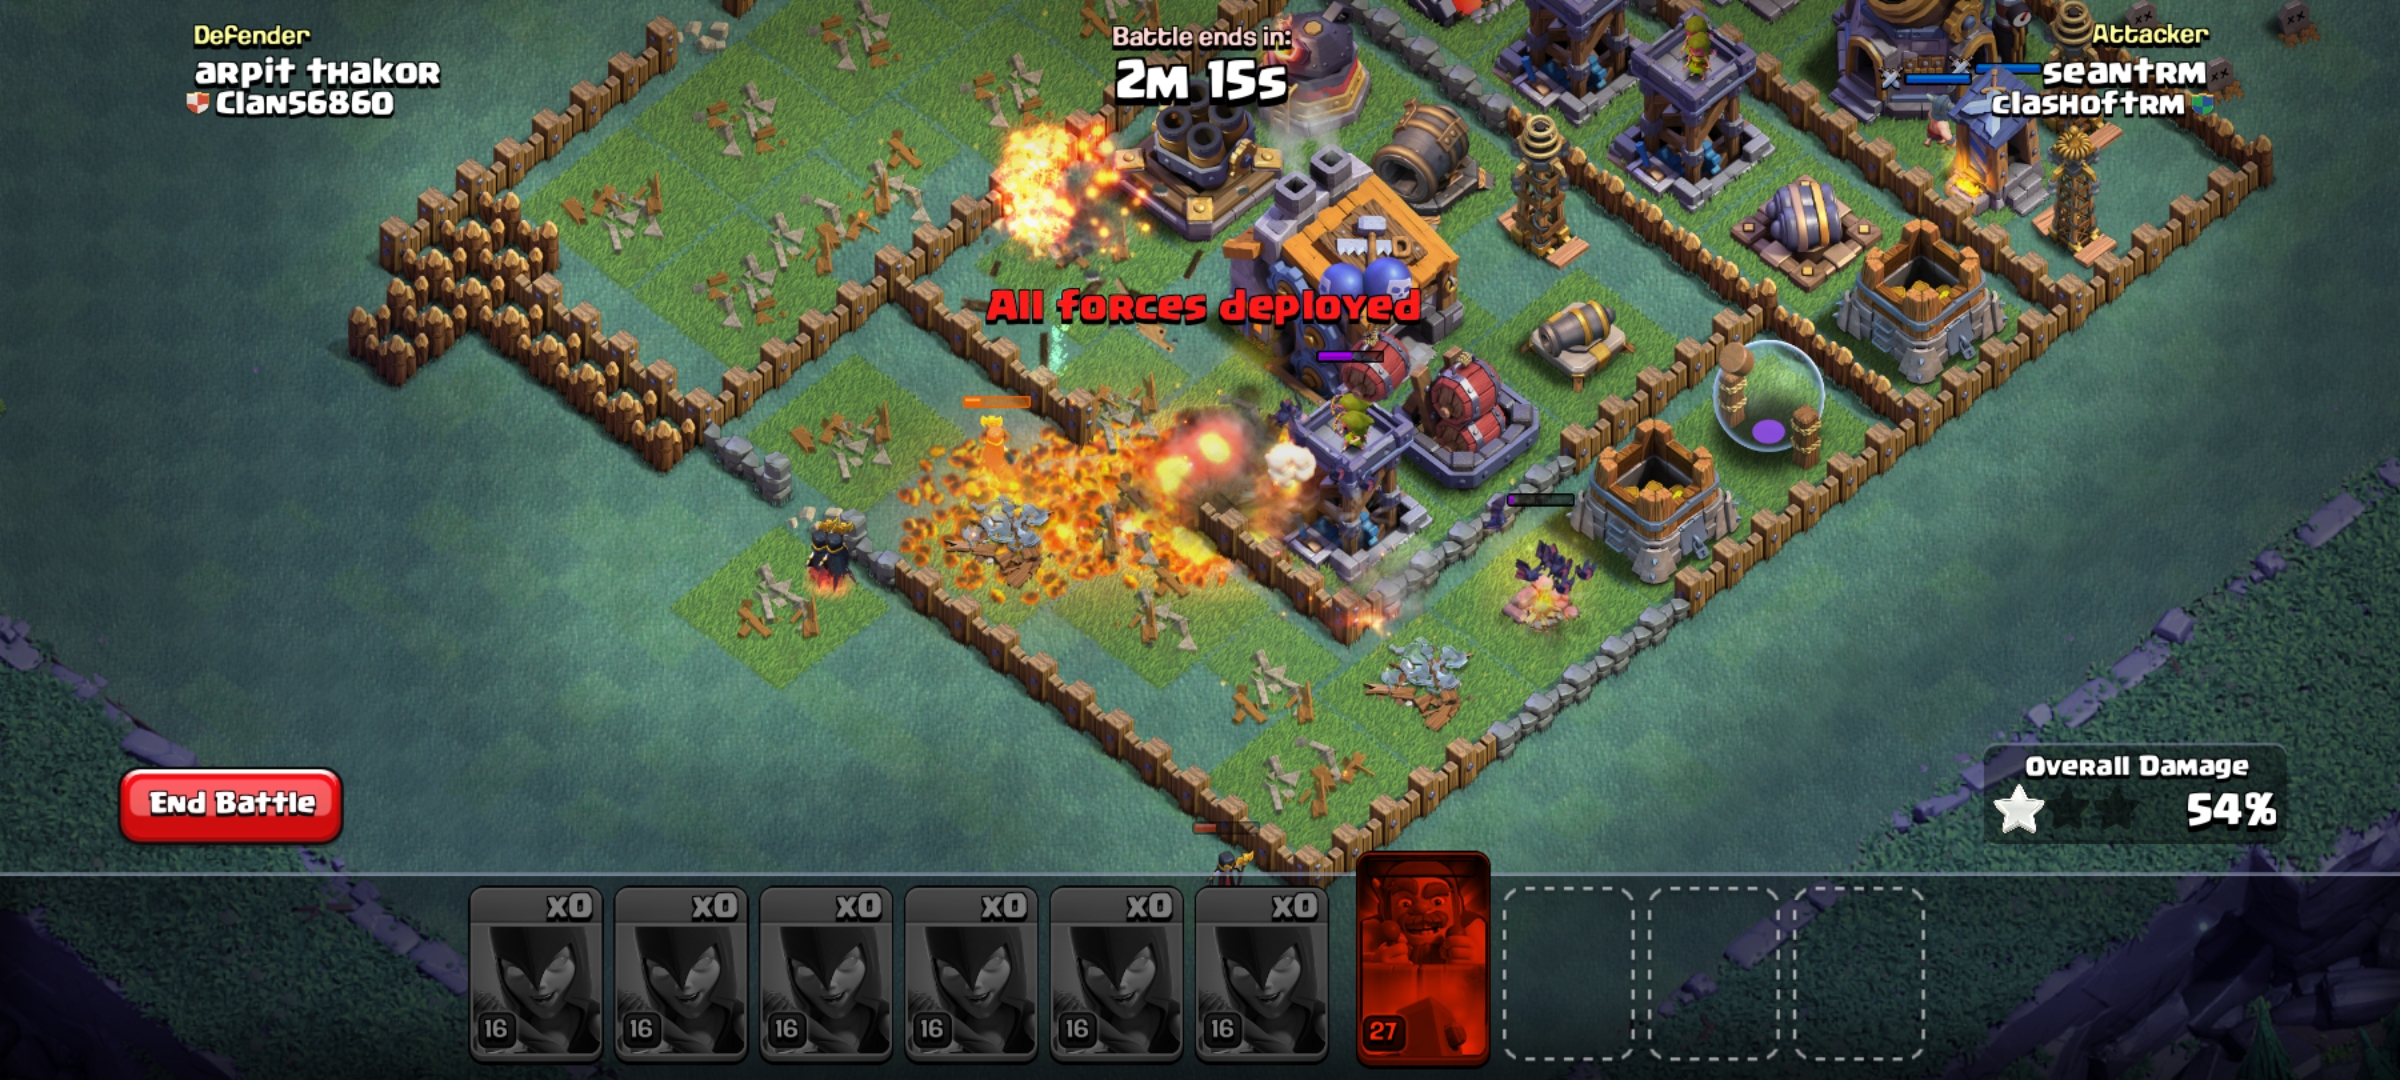 Defender
arpit thakor
Clan56860
Battle ends in:
2M 15s
Attacker
seantRM
clashoftRM
All forces deployed
End Battle
Overall Damage
54%
x0
x0
x0
x0
x0
x0
16
16
16
16
16
16
27